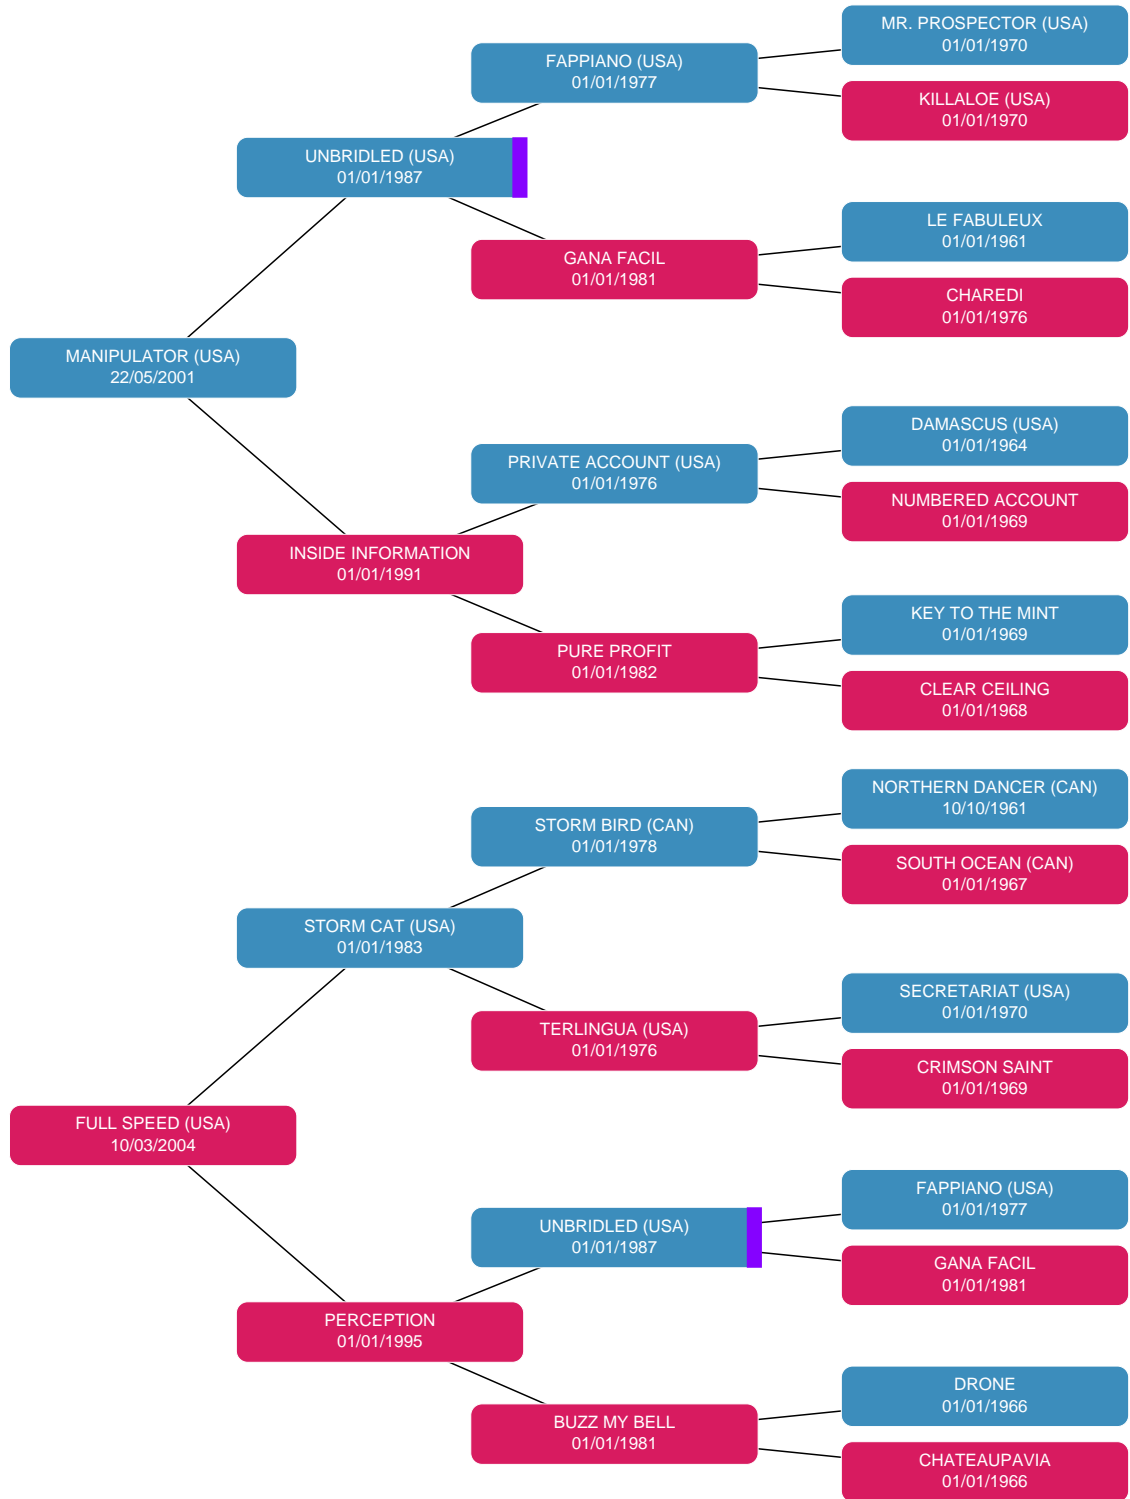 MR. PROSPECTOR (USA)
01/01/1970
FAPPIANO (USA)
01/01/1977
KILLALOE (USA)
01/01/1970
UNBRIDLED (USA)
01/01/1987
LE FABULEUX
01/01/1961
GANA FACIL
01/01/1981
CHAREDI
01/01/1976
MANIPULATOR (USA)
22/05/2001
DAMASCUS (USA)
01/01/1964
PRIVATE ACCOUNT (USA)
01/01/1976
NUMBERED ACCOUNT
01/01/1969
INSIDE INFORMATION
01/01/1991
KEY TO THE MINT
01/01/1969
PURE PROFIT
01/01/1982
CLEAR CEILING
01/01/1968
NORTHERN DANCER (CAN)
10/10/1961
STORM BIRD (CAN)
01/01/1978
SOUTH OCEAN (CAN)
01/01/1967
STORM CAT (USA)
01/01/1983
SECRETARIAT (USA)
01/01/1970
TERLINGUA (USA)
01/01/1976
CRIMSON SAINT
01/01/1969
FULL SPEED (USA)
10/03/2004
FAPPIANO (USA)
01/01/1977
UNBRIDLED (USA)
01/01/1987
GANA FACIL
01/01/1981
PERCEPTION
01/01/1995
DRONE
01/01/1966
BUZZ MY BELL
01/01/1981
CHATEAUPAVIA
01/01/1966